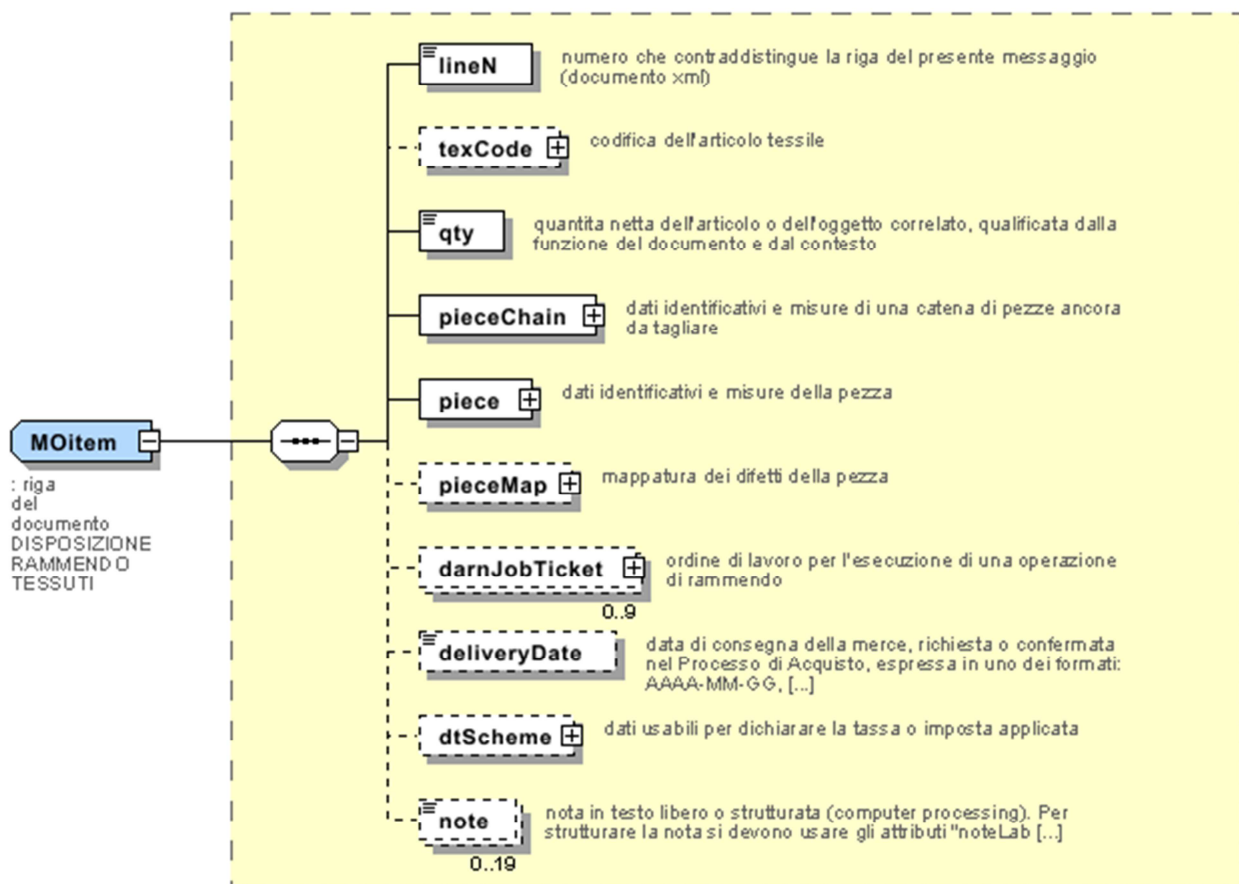 lineN
numero che contraddistingue la riga del presente messaggio
(documento xml)
texCode
codifica dell'articolo tessile
qty
quantita netta dell'articolo o dell'oggetto correlato, qualificata dalla
funzione del documento e dal contesto
pieceChain
dati identificativi e misure di una catena di pezze ancora
da tagliare
piece
dati identificativi e misure della pezza
MOitem
: riga
del
documento
DISPOSIZIONE
RAMMENDO
TESSUTI
pieceMap
mappatura dei difetti della pezza
darnJobTicket
ordine di lavoro per l'esecuzione di una operazione
di rammendo
0..9
deliveryDate
data di consegna della merce, richiesta o confermata
nel Processo di Acquisto, espressa in uno dei formati:
AAAA-MM-GG, [...]
dtScheme
dati usabili per dichiarare la tassa o imposta applicata
note
nota in testo libero o strutturata (computer processing). Per
strutturare la nota si devono usare gli attributi "noteLab [...]
0..19